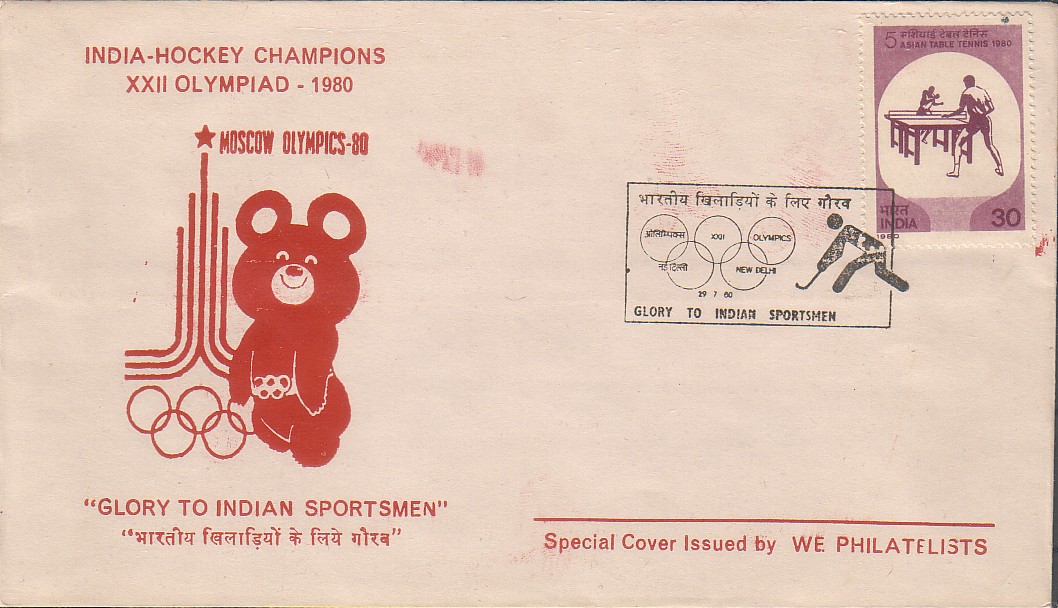 INDIA-HOCKEY CHAMPIONS
XXII OLYMPIAD - 1980
★ MOSCOW OLYMPICS-80
"GLORY TO INDIAN SPORTSMEN"
"भारतीय खिलाड़ियों के लिये गौरव"
5 एशियाई टेबल टेनिस
ASIAN TABLE TENNIS 1980
भारत
INDIA
30
1980
भारतीय खिलाड़ियों के लिए गौरव
ओलिम्पिक्स XXII OLYMPICS
नई दिल्ली NEW DELHI
29 7 80
GLORY TO INDIAN SPORTSMEN
Special Cover Issued by WE PHILATELISTS